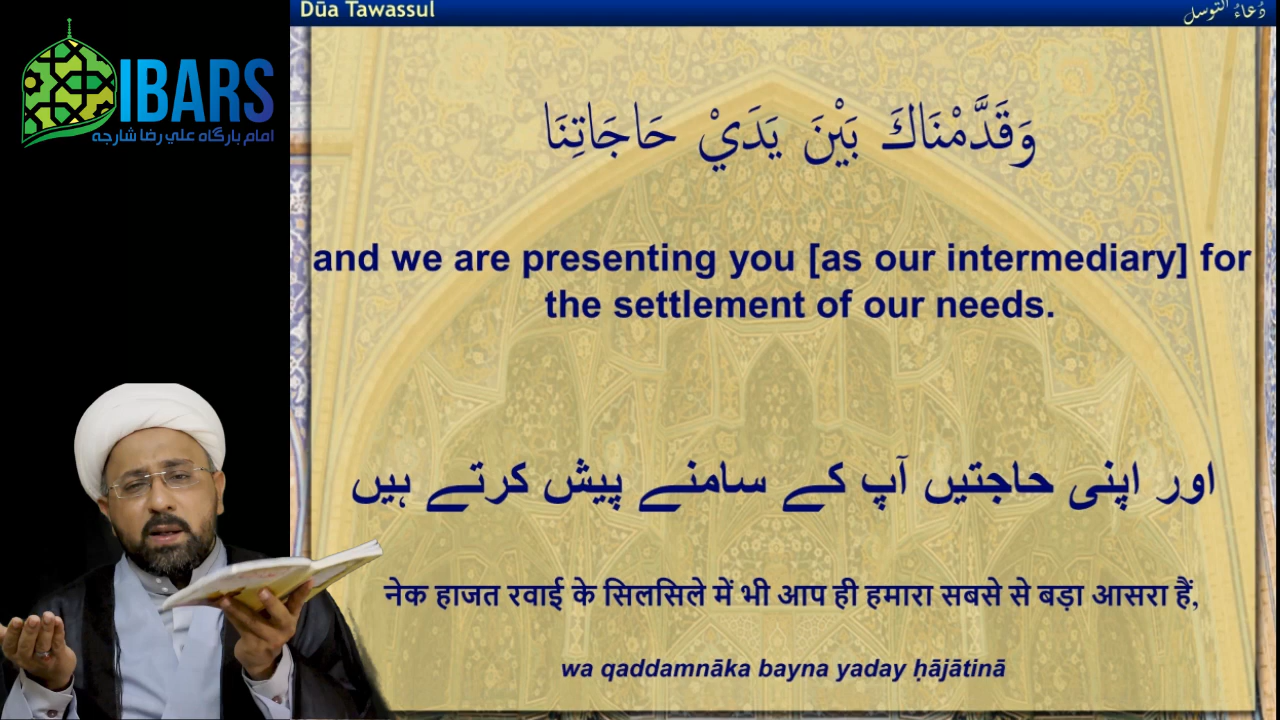 Dūa Tawassul
دُعاءُ التوسل
IBARS
امام بارگاه علي رضا شارجه
وَقَدَّمْنَاكَ بَيْنَ يَدَيْ حَاجَاتِنَا
and we are presenting you [as our intermediary] for
the settlement of our needs.
اور اپنی حاجتیں آپ کے سامنے پیش کرتے ہیں
नेक हाजत रवाई के सिलसिले में भी आप ही हमारा सबसे से बड़ा आसरा हैं,
wa qaddamnāka bayna yaday ḥājātinā